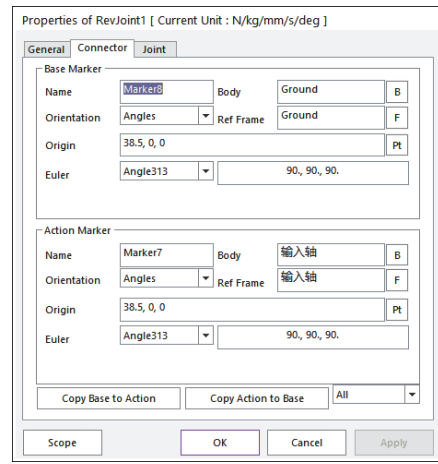 Properties of RevJoint1 [ Current Unit : N/kg/mm/s/deg ]
General Connector Joint
Base Marker
Name Marker8 Body Ground B
Orientation Angles Ref Frame Ground F
Origin 38.5, 0, 0 Pt
Euler Angle313 90., 90., 90.
Action Marker
Name Marker7 Body 输入轴 B
Orientation Angles Ref Frame 输入轴 F
Origin 38.5, 0, 0 Pt
Euler Angle313 90., 90., 90.
Copy Base to Action Copy Action to Base All
Scope OK Cancel Apply